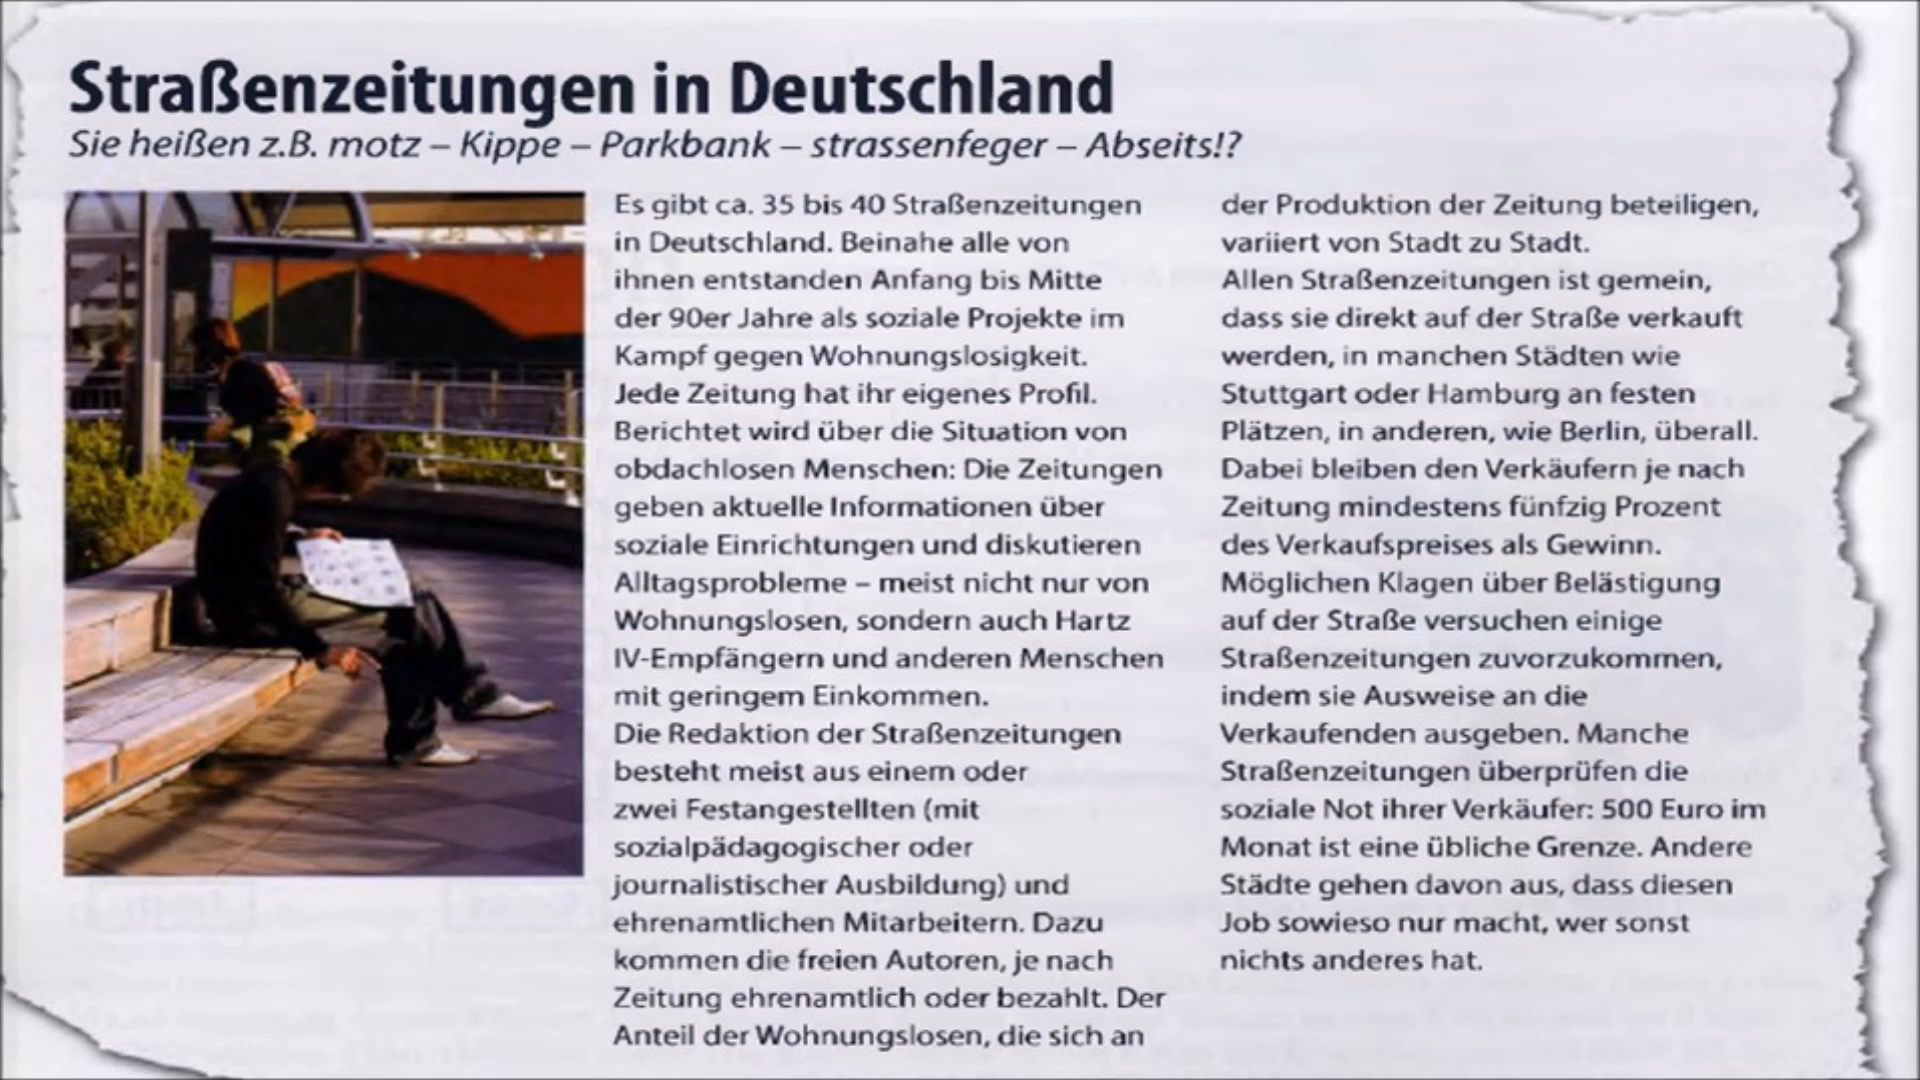 Straßenzeitungen in Deutschland
Sie heißen z.B. motz – Kippe – Parkbank – strassenfeger – Abseits!?
Es gibt ca. 35 bis 40 Straßenzeitungen
in Deutschland. Beinahe alle von
ihnen entstanden Anfang bis Mitte
der 90er Jahre als soziale Projekte im
Kampf gegen Wohnungslosigkeit.
Jede Zeitung hat ihr eigenes Profil.
Berichtet wird über die Situation von
obdachlosen Menschen: Die Zeitungen
geben aktuelle Informationen über
soziale Einrichtungen und diskutieren
Alltagsprobleme – meist nicht nur von
Wohnungslosen, sondern auch Hartz
IV-Empfängern und anderen Menschen
mit geringem Einkommen.
Die Redaktion der Straßenzeitungen
besteht meist aus einem oder
zwei Festangestellten (mit
sozialpädagogischer oder
journalistischer Ausbildung) und
ehrenamtlichen Mitarbeitern. Dazu
kommen die freien Autoren, je nach
Zeitung ehrenamtlich oder bezahlt. Der
Anteil der Wohnungslosen, die sich an
der Produktion der Zeitung beteiligen,
variiert von Stadt zu Stadt.
Allen Straßenzeitungen ist gemein,
dass sie direkt auf der Straße verkauft
werden, in manchen Städten wie
Stuttgart oder Hamburg an festen
Plätzen, in anderen, wie Berlin, überall.
Dabei bleiben den Verkäufern je nach
Zeitung mindestens fünfzig Prozent
des Verkaufspreises als Gewinn.
Möglichen Klagen über Belästigung
auf der Straße versuchen einige
Straßenzeitungen zuvorzukommen,
indem sie Ausweise an die
Verkaufenden ausgeben. Manche
Straßenzeitungen überprüfen die
soziale Not ihrer Verkäufer: 500 Euro im
Monat ist eine übliche Grenze. Andere
Städte gehen davon aus, dass diesen
Job sowieso nur macht, wer sonst
nichts anderes hat.